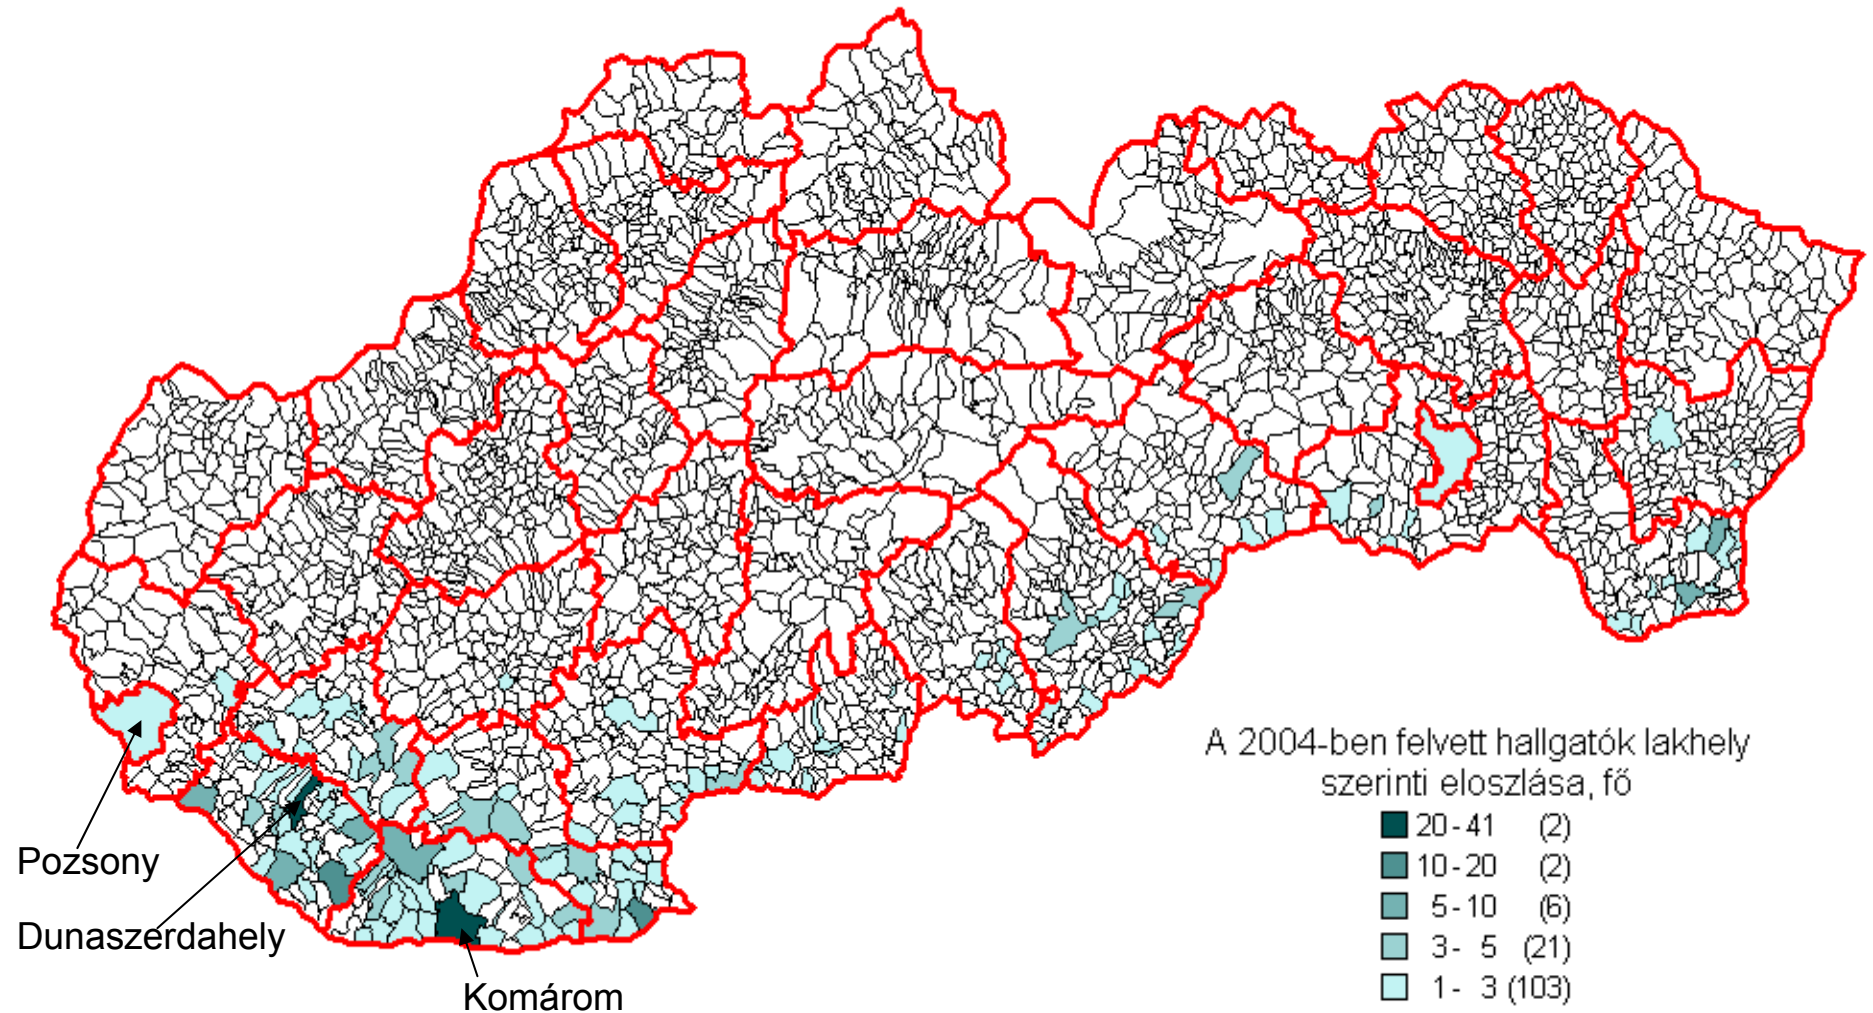 A 2004-ben felvett hallgatók lakhely
szerinti eloszlása, fő
20 - 41 (2)
10 - 20 (2)
5 - 10 (6)
3 - 5 (21)
1 - 3 (103)
Pozsony
Dunaszerdahely
Komárom